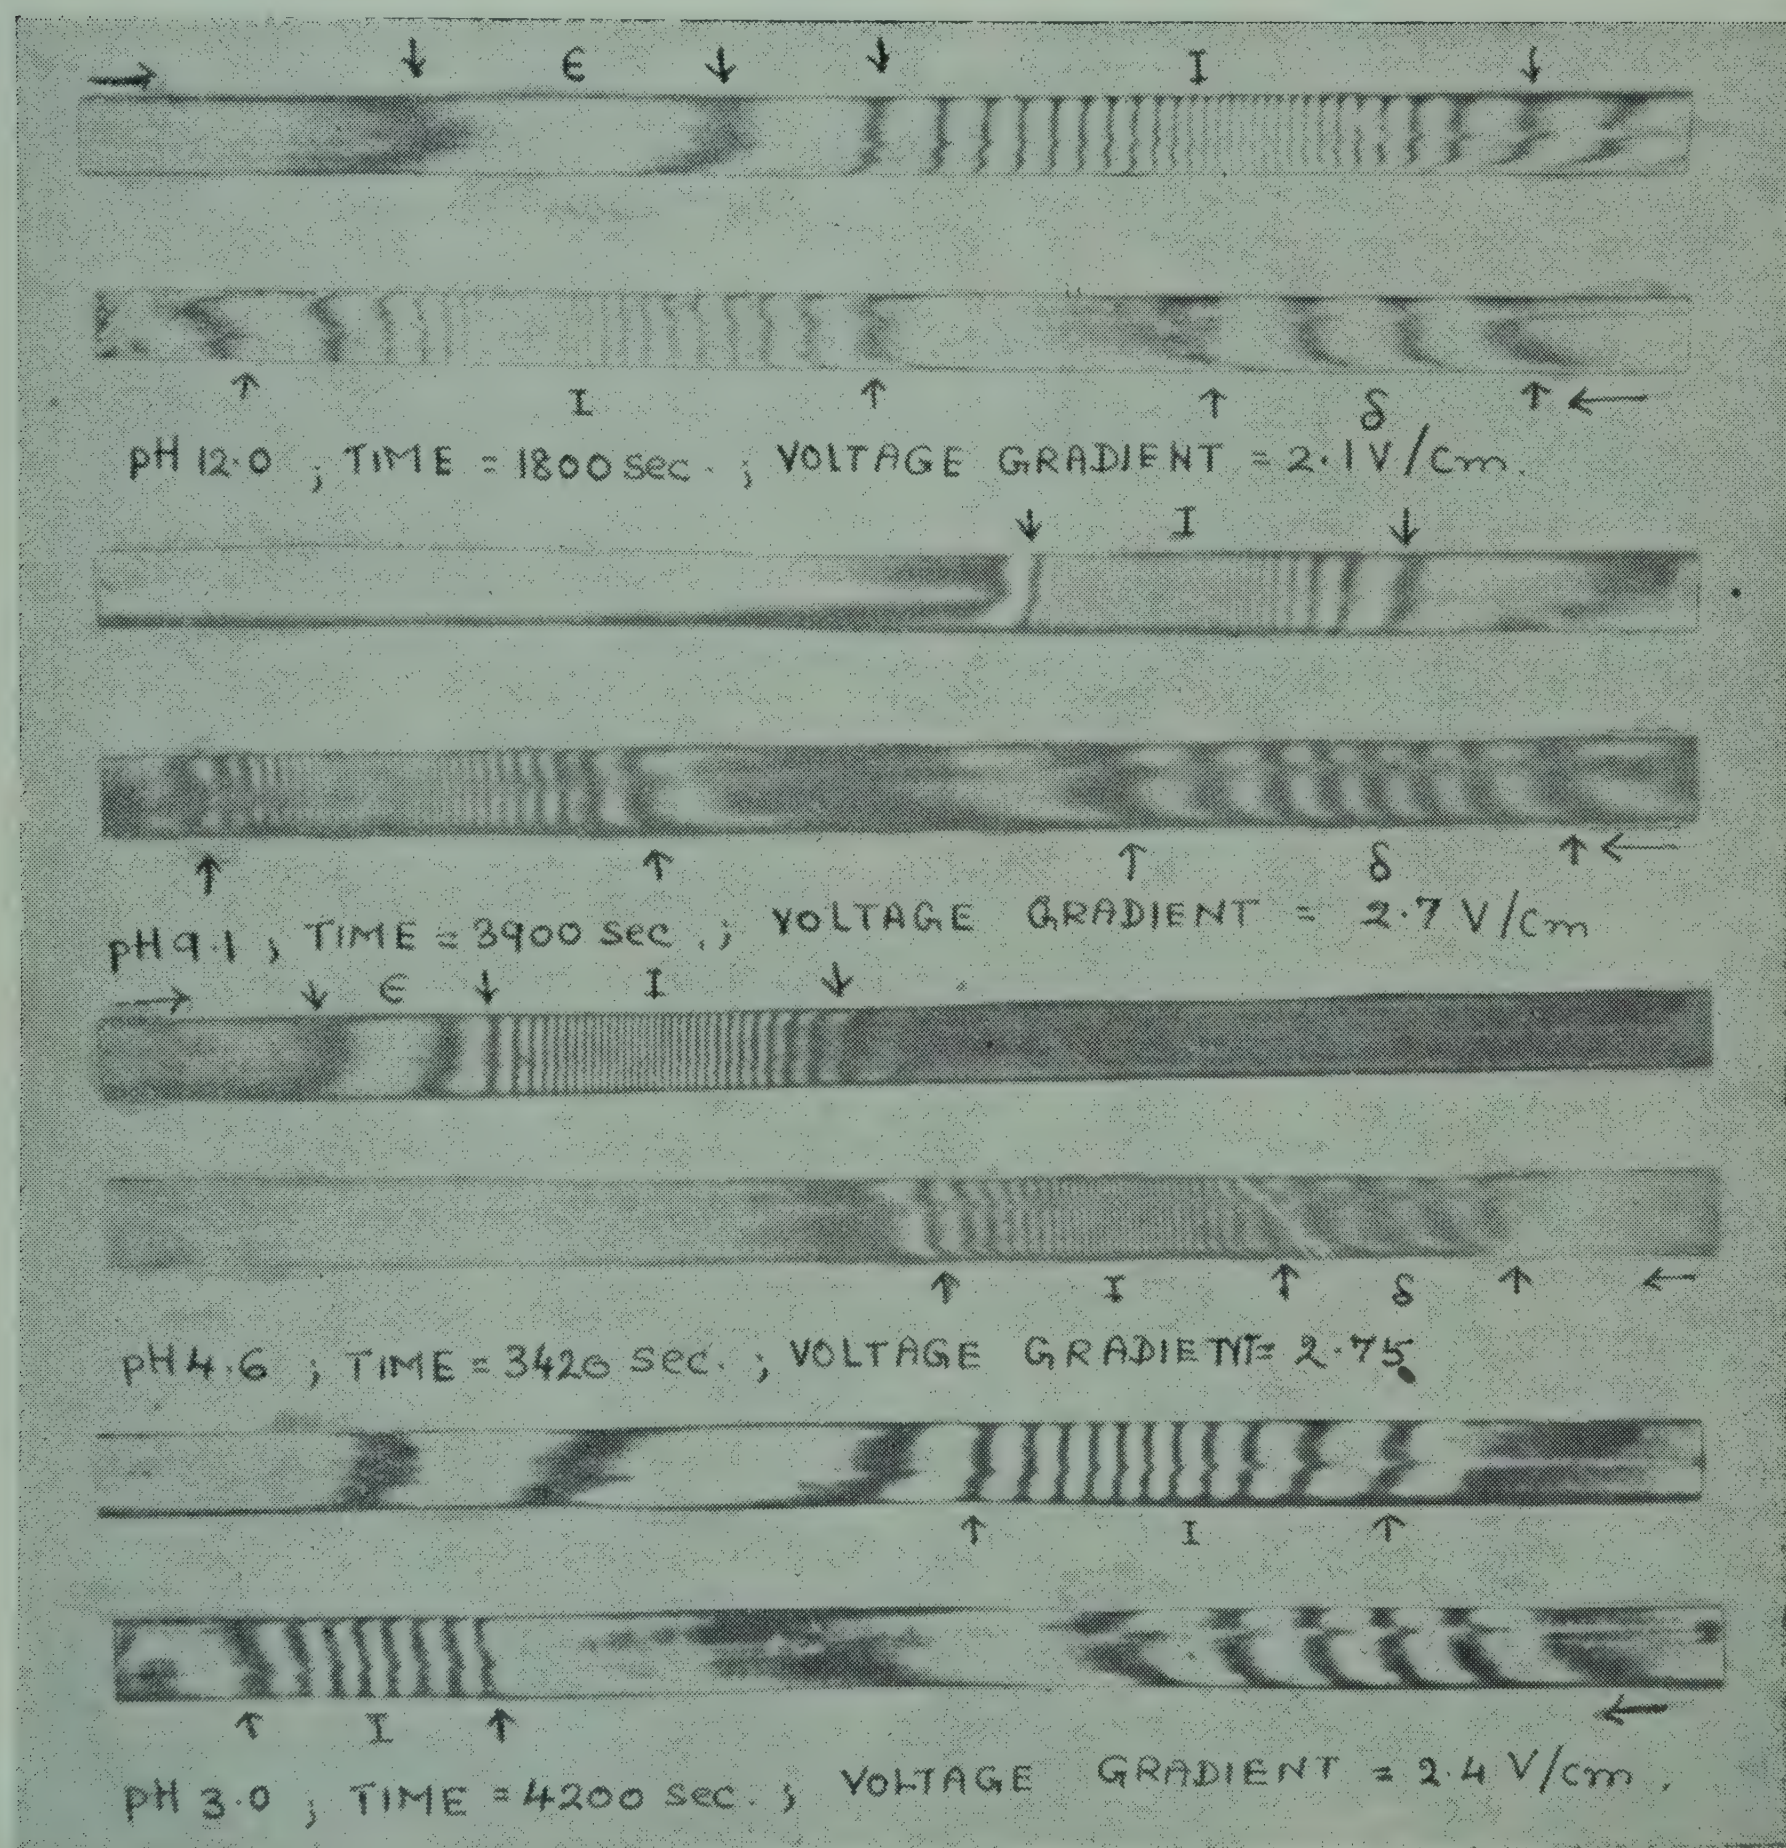 → ↓ ϵ ↓ ↓ I ↓
↑ I ↑ ↑ δ ↑ ←
pH 12.0 ; TIME = 1800 sec. ; VOLTAGE GRADIENT = 2.1 V/cm.
↓ I ↓
↑ ↑ ↑ δ ↑ ←
pH 9.1 ; TIME = 3900 sec. ; VOLTAGE GRADIENT = 2.7 V/cm
→ ↓ ϵ ↓ I ↓
↑ I ↑ δ ↑ ←
pH 4.6 ; TIME = 3420 sec. ; VOLTAGE GRADIENT = 2.75
↑ I ↑
↑ I ↑ ←
pH 3.0 ; TIME = 4200 sec. ; VOLTAGE GRADIENT = 2.4 V/cm.